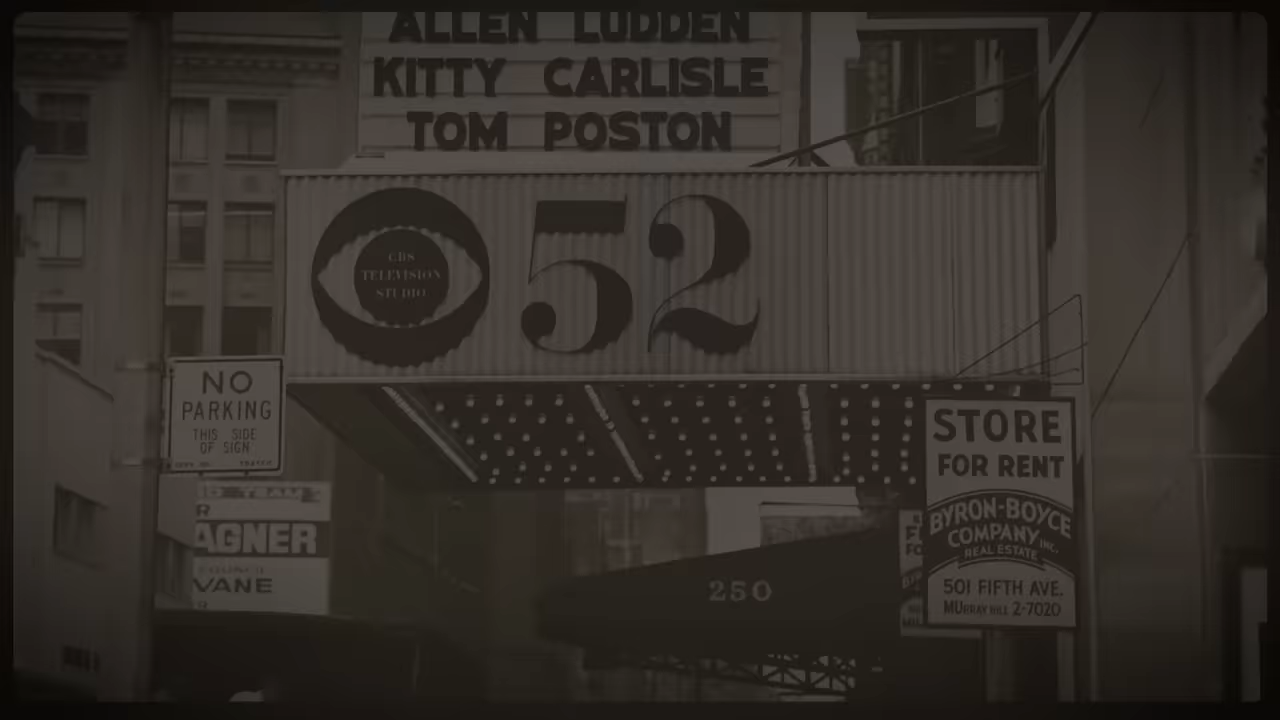 ALLEN LUDDEN
KITTY CARLISLE
TOM POSTON
CBS
TELEVISION
STUDIO
52
NO
PARKING
THIS SIDE
OF SIGN
TEAM
R
AGNER
VANE
R
250
STORE
FOR RENT
BYRON-BOYCE
COMPANY INC.
REAL ESTATE
501 FIFTH AVE.
MURRAY HILL 2-7020